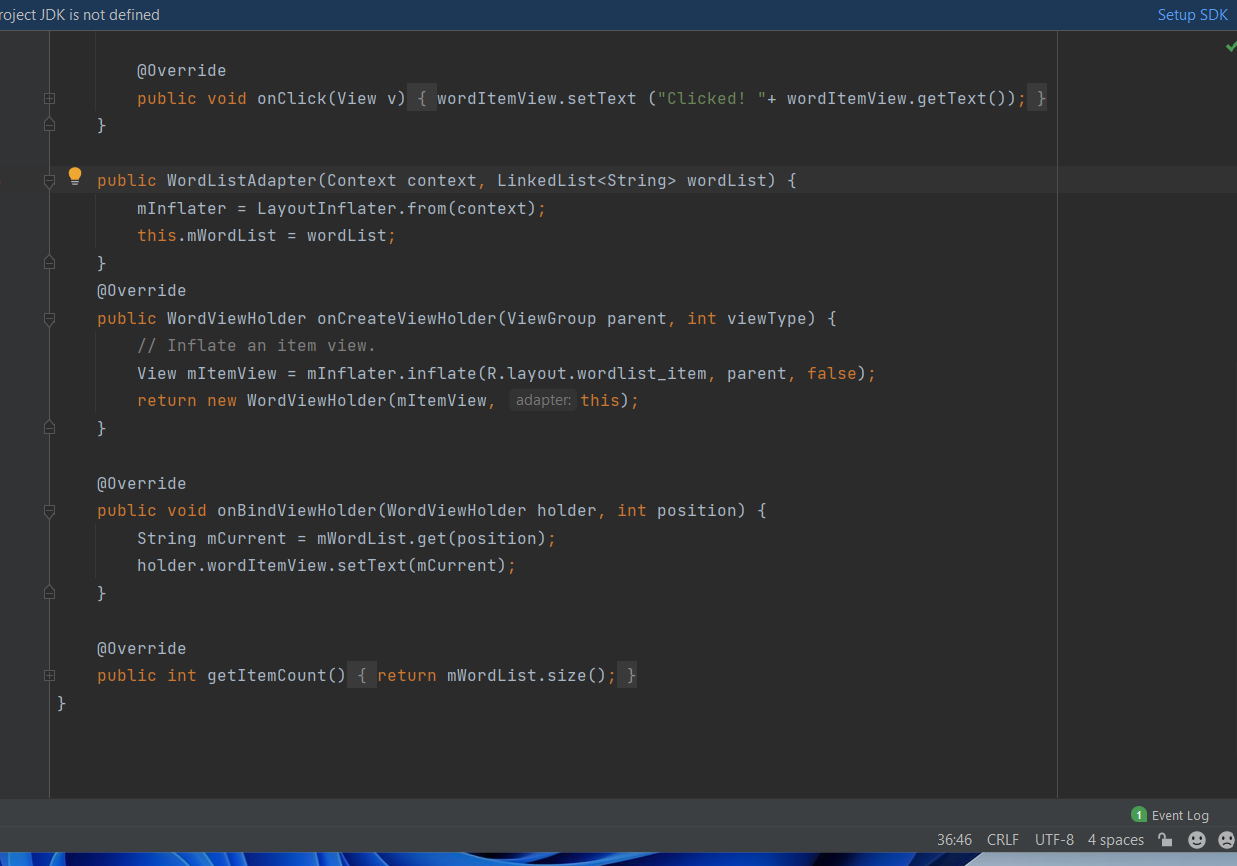 roject JDK is not defined
Setup SDK
@Override
public void onClick(View v) { wordItemView.setText ("Clicked! "+ wordItemView.getText()); }
}
public WordListAdapter(Context context, LinkedList<String> wordList) {
mInflater = LayoutInflater.from(context);
this.mWordList = wordList;
}
@Override
public WordViewHolder onCreateViewHolder(ViewGroup parent, int viewType) {
// Inflate an item view.
View mItemView = mInflater.inflate(R.layout.wordlist_item, parent, false);
return new WordViewHolder(mItemView, adapter: this);
}
@Override
public void onBindViewHolder(WordViewHolder holder, int position) {
String mCurrent = mWordList.get(position);
holder.wordItemView.setText(mCurrent);
}
@Override
public int getItemCount() { return mWordList.size(); }
}
1 Event Log
36:46 CRLF UTF-8 4 spaces